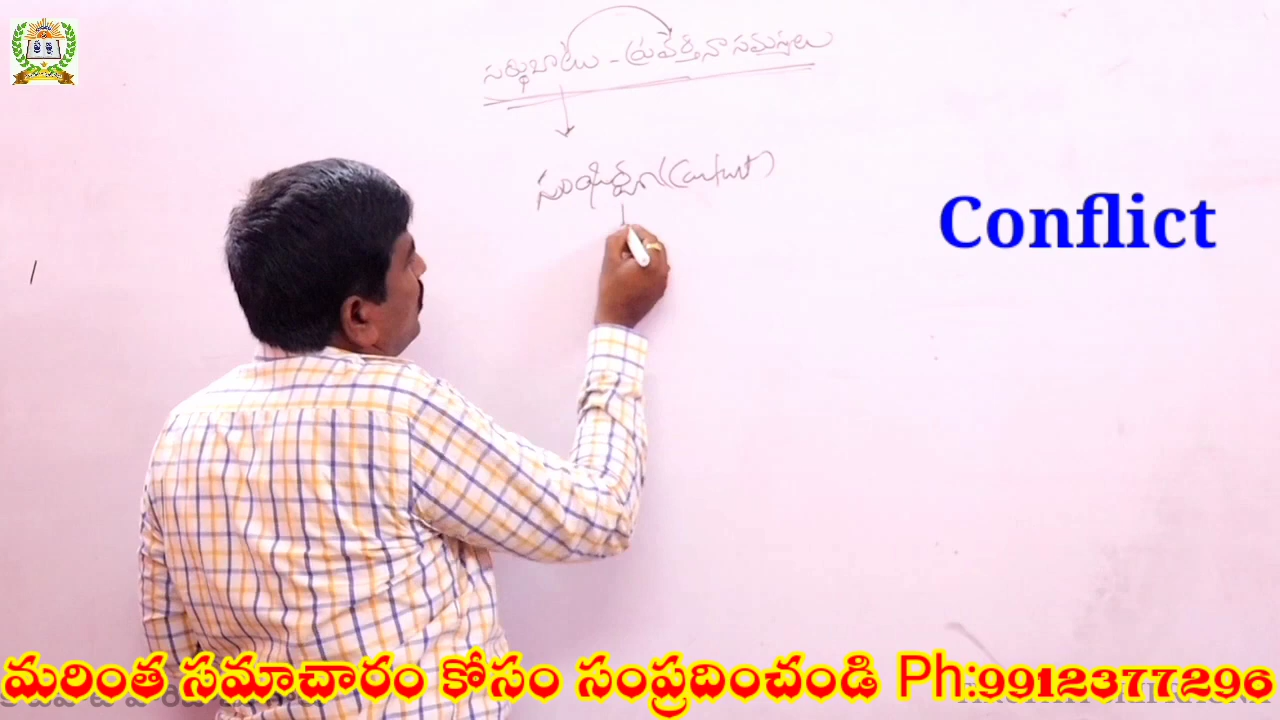 సర్దుబాటు - ప్రవర్తనా సమస్యలు
సంఘర్షణ (Conflict)
Conflict
మరింత సమాచారం కోసం సంప్రదించండి Ph:9912377296